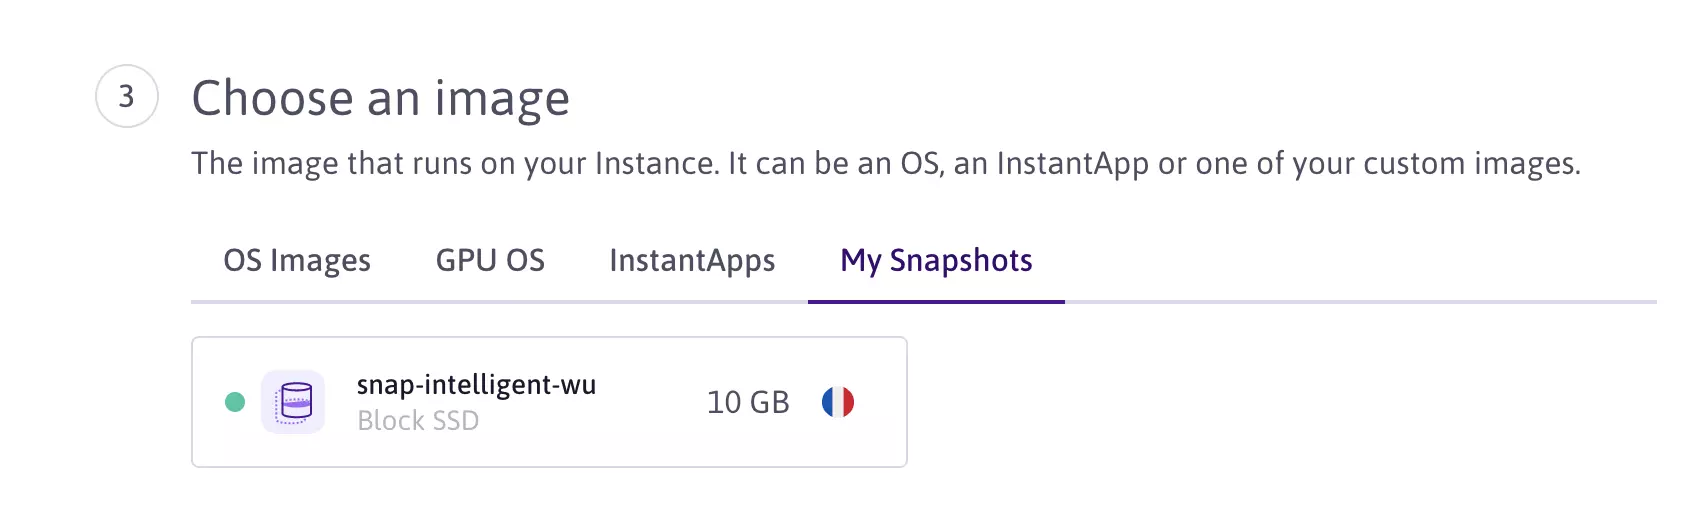 3
Choose an image
The image that runs on your Instance. It can be an OS, an InstantApp or one of your custom images.
OS Images GPU OS InstantApps My Snapshots
snap-intelligent-wu
Block SSD
10 GB